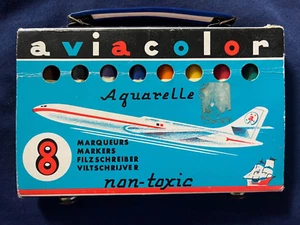 aviacolor
Aquarelle
8
MARQUEURS
MARKERS
FILZSCHREIBER
VILTSCHRIJVER
non-toxic